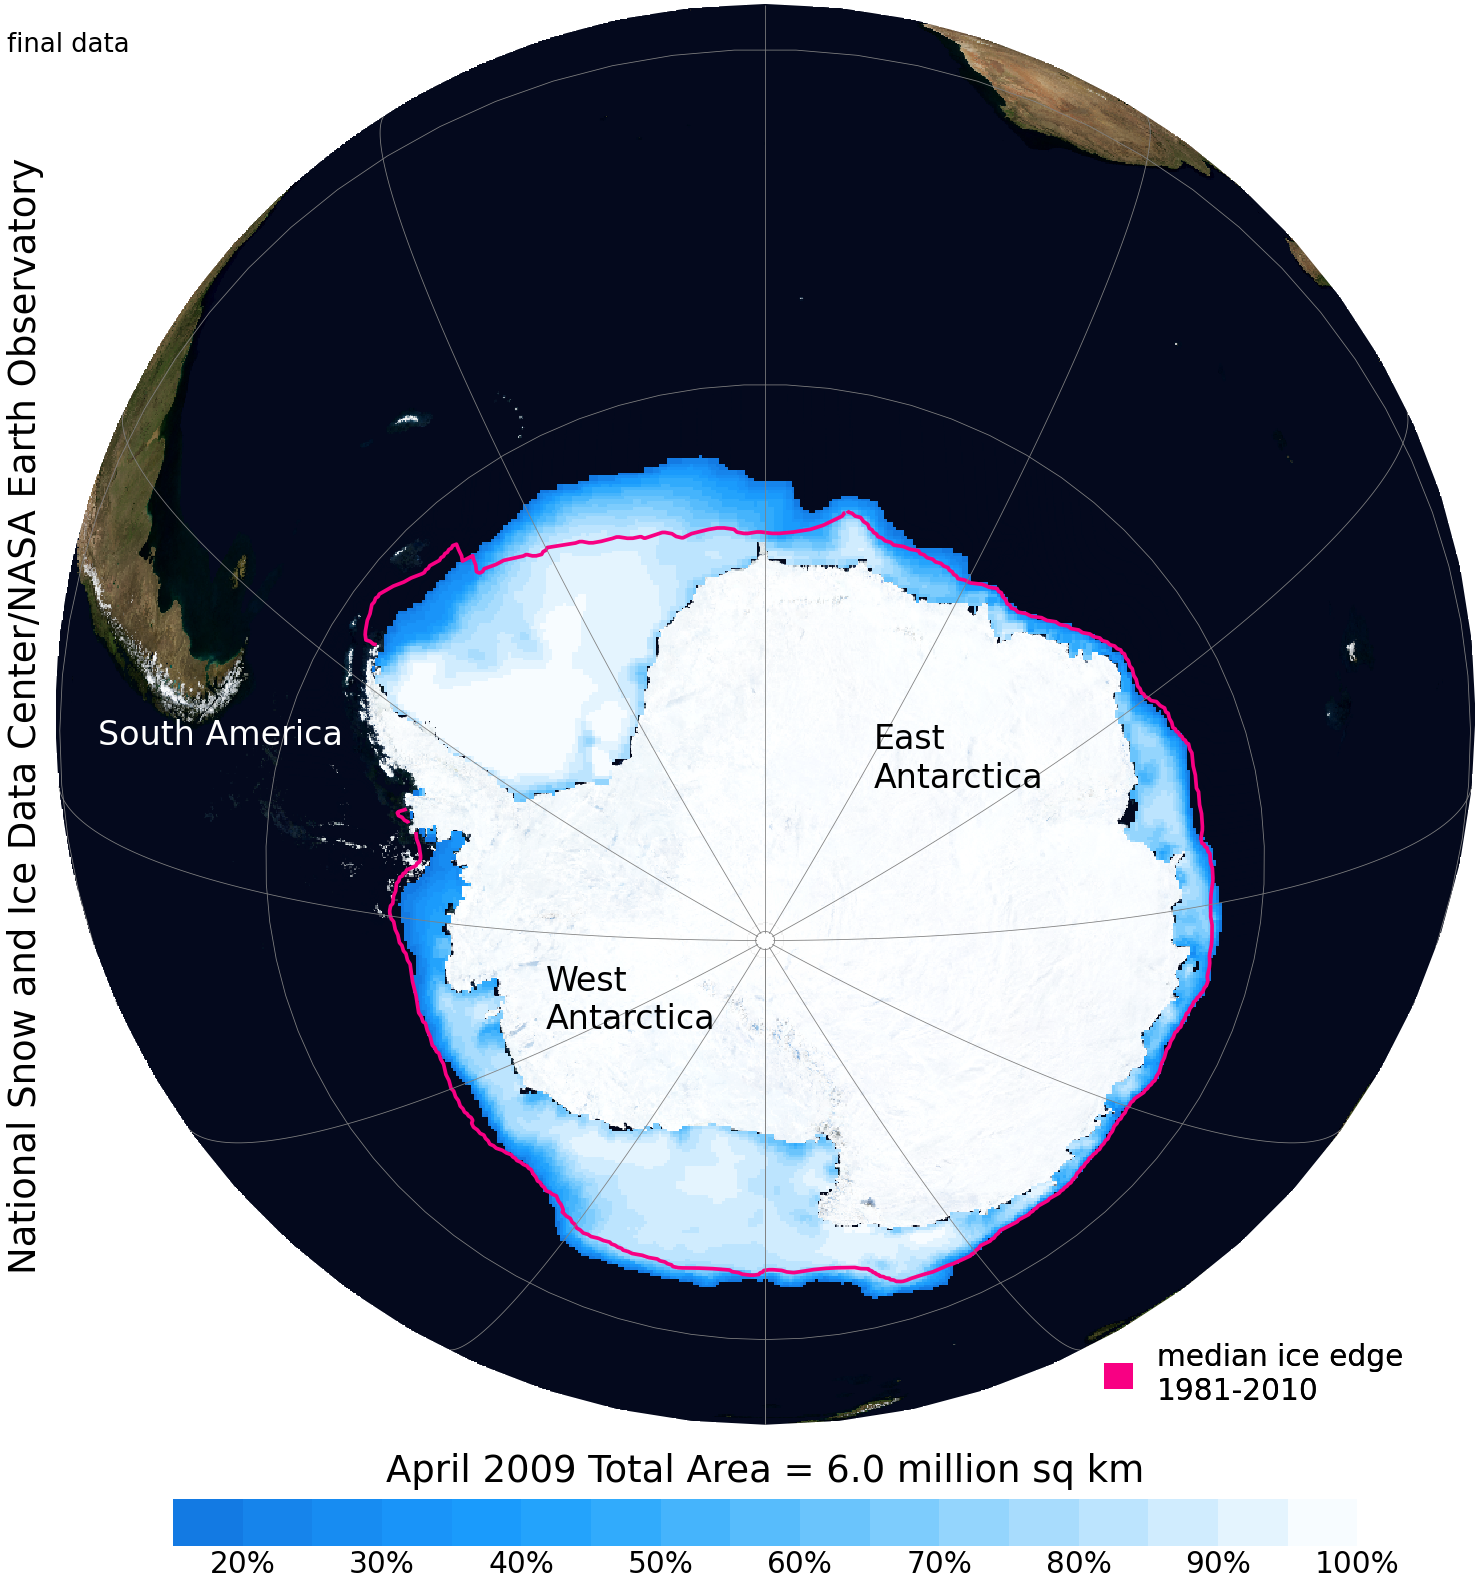 final data
National Snow and Ice Data Center/NASA Earth Observatory
South America
East
Antarctica
West
Antarctica
median ice edge
1981-2010
April 2009 Total Area = 6.0 million sq km
20% 30% 40% 50% 60% 70% 80% 90% 100%